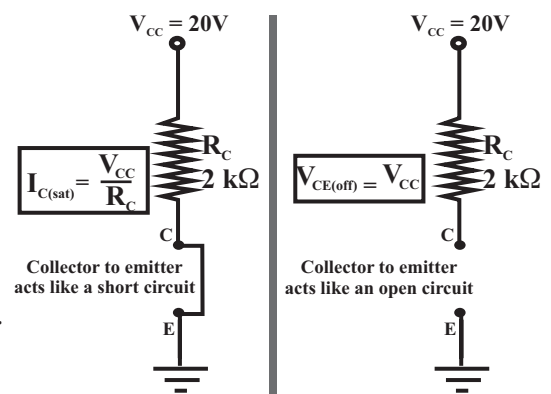 V_CC = 20V
R_C
2 kΩ
I_C(sat) = V_CC / R_C
C
Collector to emitter
acts like a short circuit
E
V_CC = 20V
R_C
2 kΩ
V_CE(off) = V_CC
C
Collector to emitter
acts like an open circuit
E